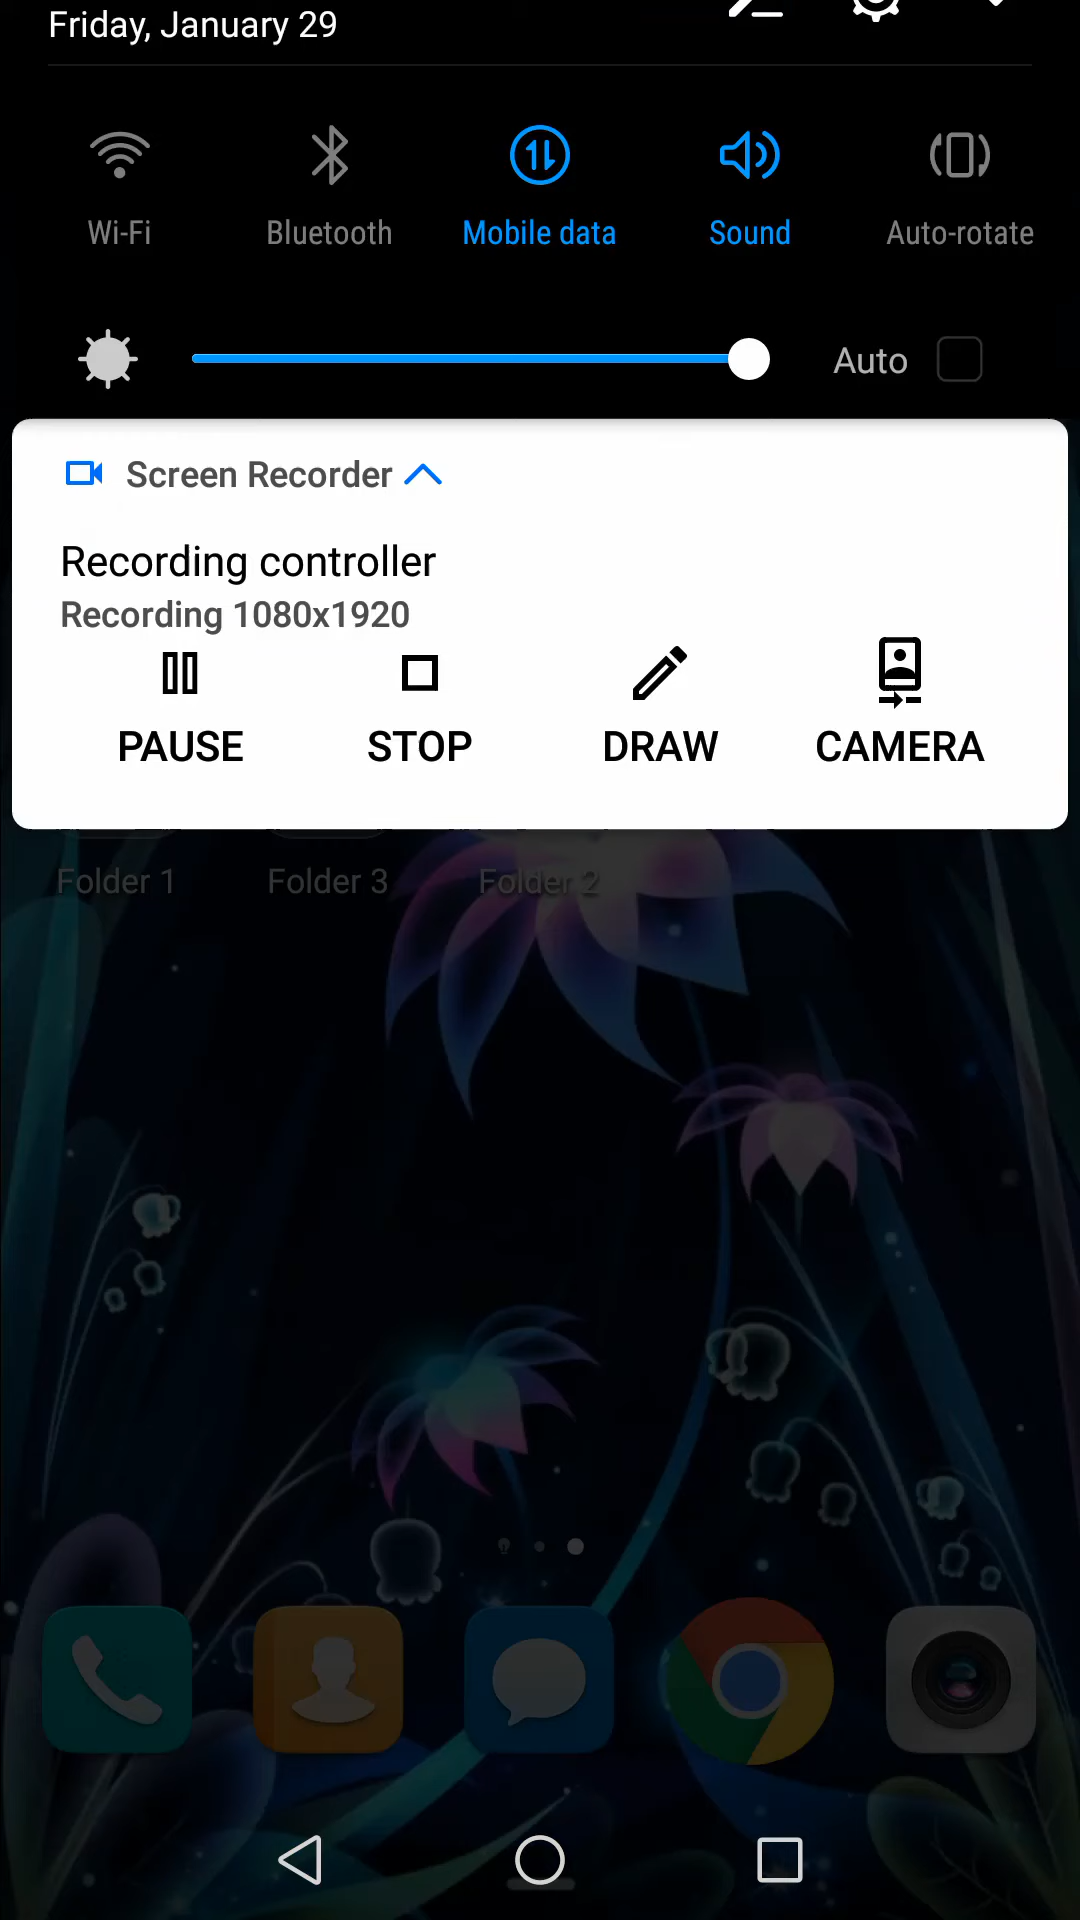 Friday, January 29
Wi-Fi
Bluetooth
Mobile data
Sound
Auto-rotate
Auto
Screen Recorder
Recording controller
Recording 1080x1920
PAUSE
STOP
DRAW
CAMERA
Folder 1
Folder 3
Folder 2